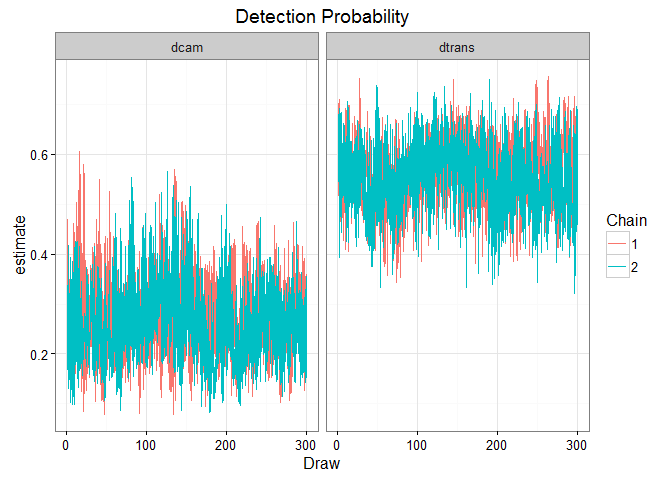 Detection Probability
dcam dtrans
estimate
0.6
0.4
0.2
0 100 200 300 0 100 200 300
Draw
Chain
1
2